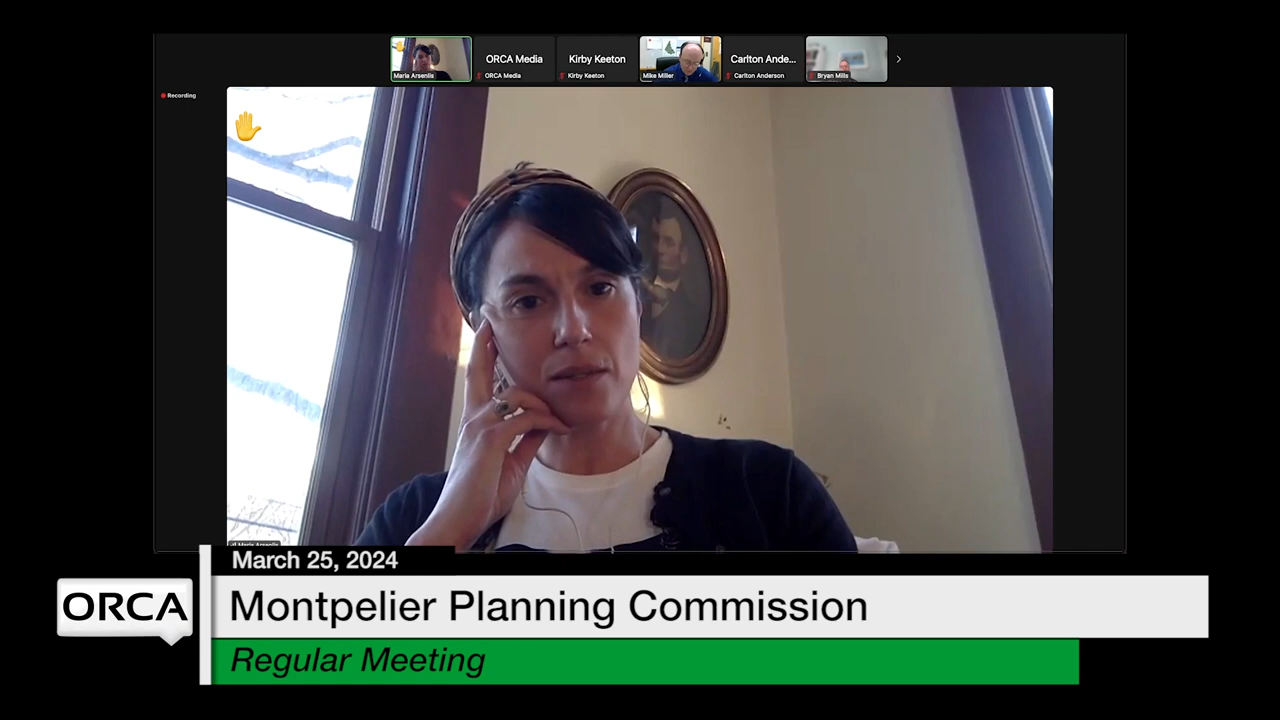 ORCA Media
Kirby Keeton
Carlton Ande...
Maria Arsenlis
ORCA Media
Kirby Keeton
Mike Miller
Carlton Anderson
Bryan Mills
Recording
March 25, 2024
ORCA
Montpelier Planning Commission
Regular Meeting